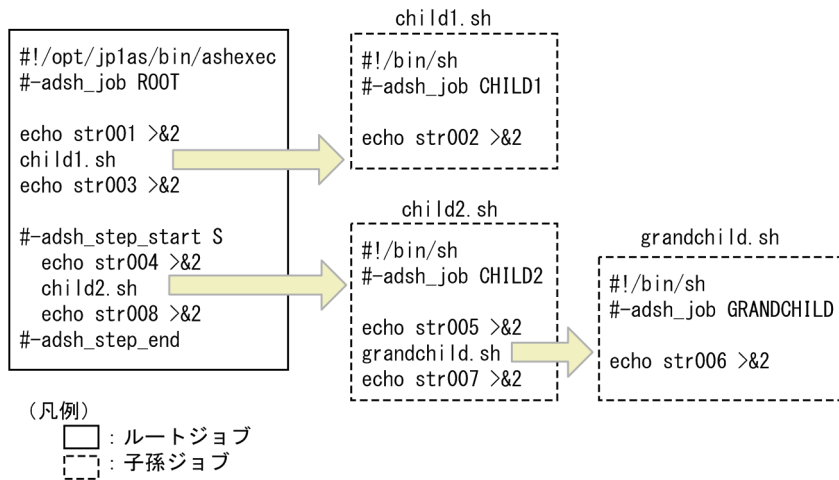 #!/opt/jp1as/bin/ashexec
#-adsh_job ROOT
echo str001 >&2
child1.sh
echo str003 >&2
#-adsh_step_start S
echo str004 >&2
child2.sh
echo str008 >&2
#-adsh_step_end
child1.sh
#!/bin/sh
#-adsh_job CHILD1
echo str002 >&2
child2.sh
#!/bin/sh
#-adsh_job CHILD2
echo str005 >&2
grandchild.sh
echo str007 >&2
grandchild.sh
#!/bin/sh
#-adsh_job GRANDCHILD
echo str006 >&2
(凡例)
:ルートジョブ
:子孫ジョブ